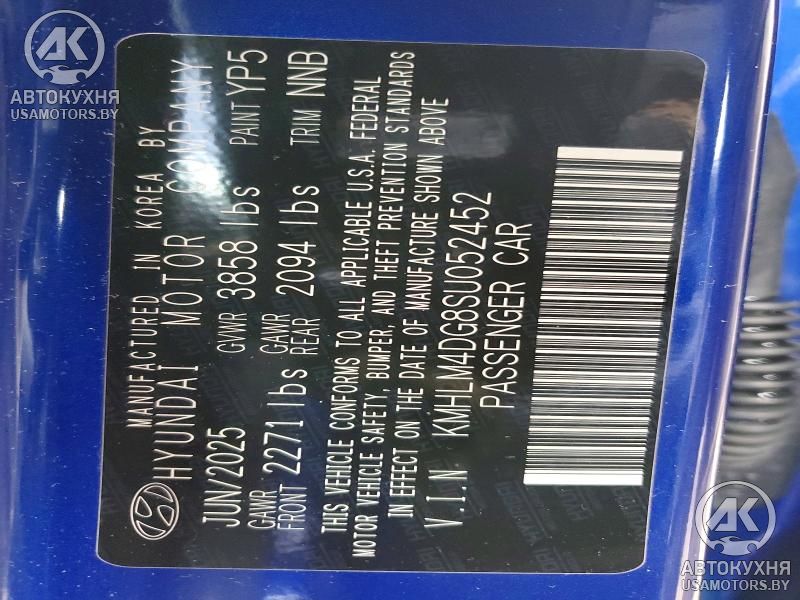 MANUFACTURED IN KOREA BY
HYUNDAI MOTOR COMPANY
JUN/2025 GVWR 3858 lbs PAINT YP5
GAWR FRONT 2271 lbs GAWR REAR 2094 lbs TRIM NNB
THIS VEHICLE CONFORMS TO ALL APPLICABLE U.S.A. FEDERAL
MOTOR VEHICLE SAFETY, BUMPER, AND THEFT PREVENTION STANDARDS
IN EFFECT ON THE DATE OF MANUFACTURE SHOWN ABOVE
V.I.N. KMHLM4DG8SU052452
PASSENGER CAR
АК
АВТОКУХНЯ
USAMOTORS.BY
АК
АВТОКУХНЯ
USAMOTORS.BY